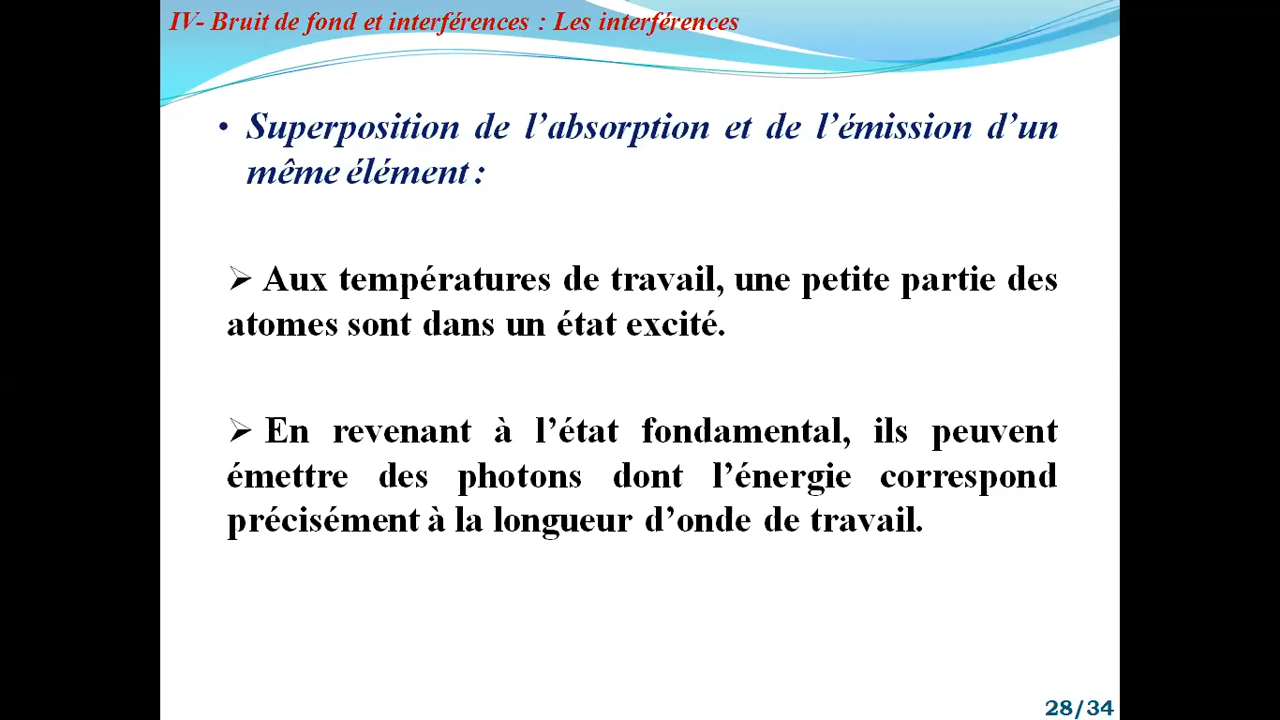 IV- Bruit de fond et interférences : Les interférences
• Superposition de l’absorption et de l’émission d’un
même élément :
➢ Aux températures de travail, une petite partie des
atomes sont dans un état excité.
➢ En revenant à l’état fondamental, ils peuvent
émettre des photons dont l’énergie correspond
précisément à la longueur d’onde de travail.
28/34